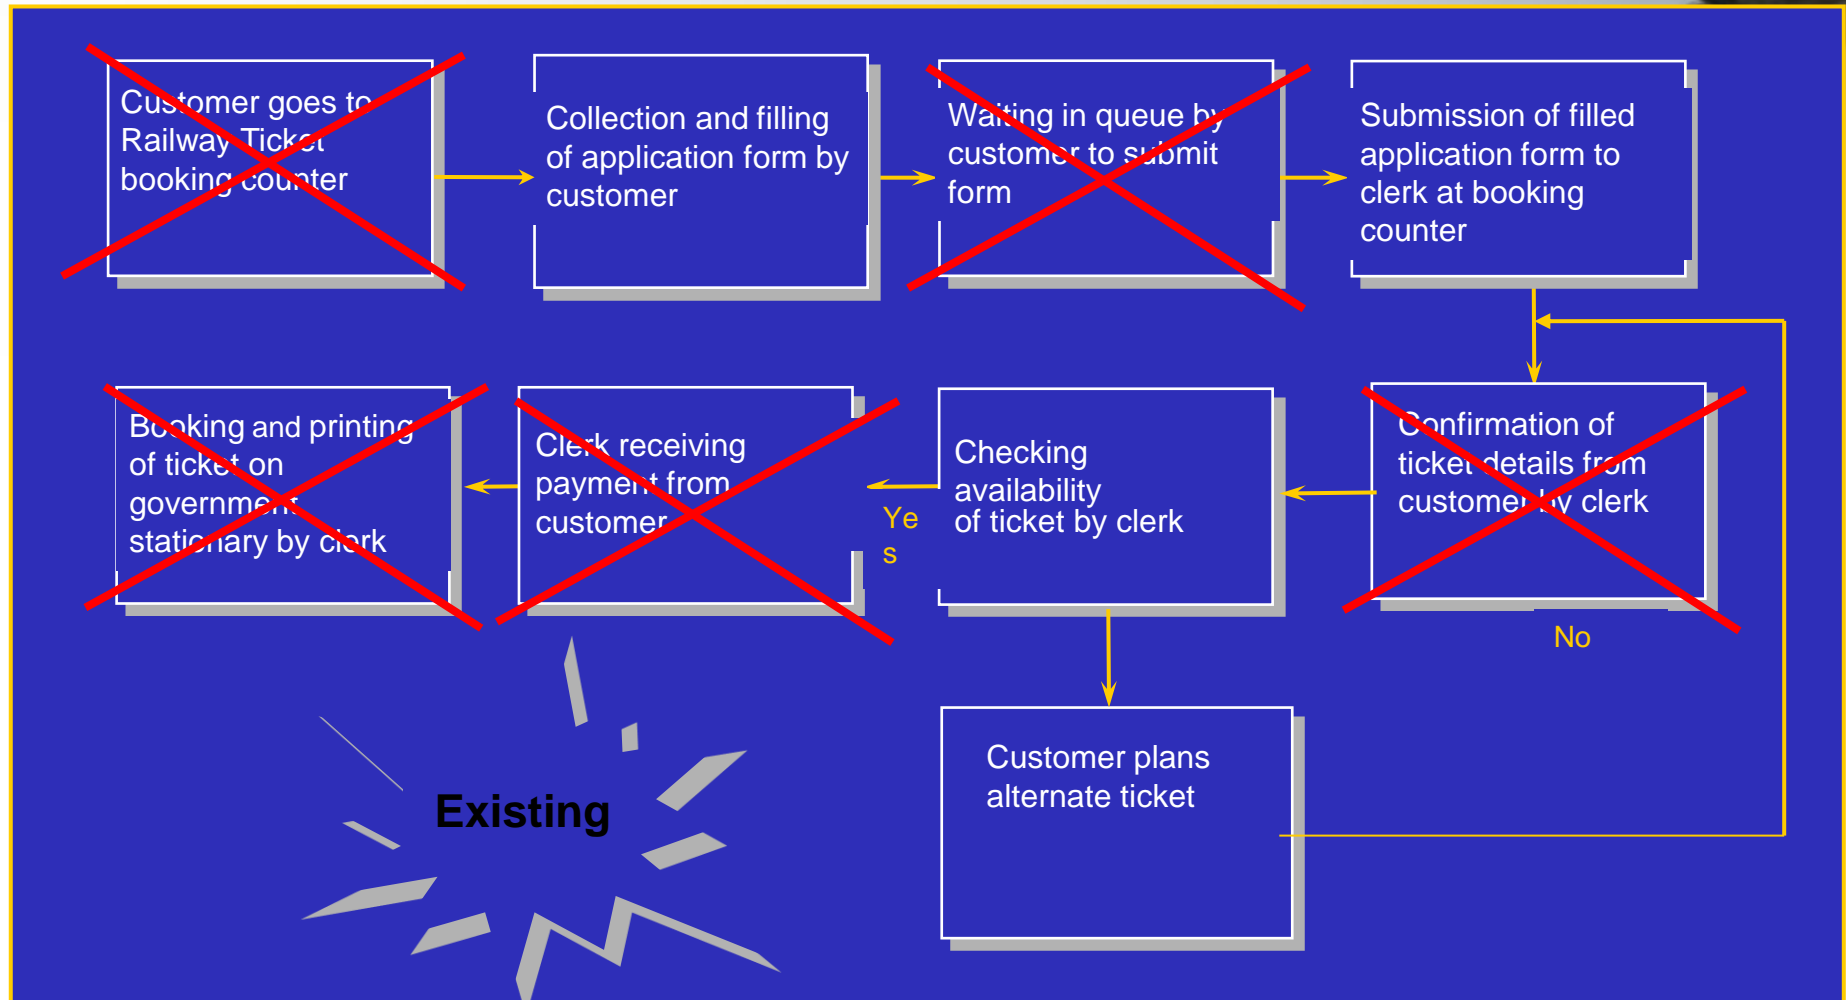 Customer goes to
Railway Ticket
booking counter
Collection and filling
of application form by
customer
Waiting in queue by
customer to submit
form
Submission of filled
application form to
clerk at booking
counter
Booking and printing
of ticket on
government
stationary by clerk
Clerk receiving
payment from
customer
Ye
s
Checking
availability
of ticket by clerk
Confirmation of
ticket details from
customer by clerk
No
Customer plans
alternate ticket
Existing